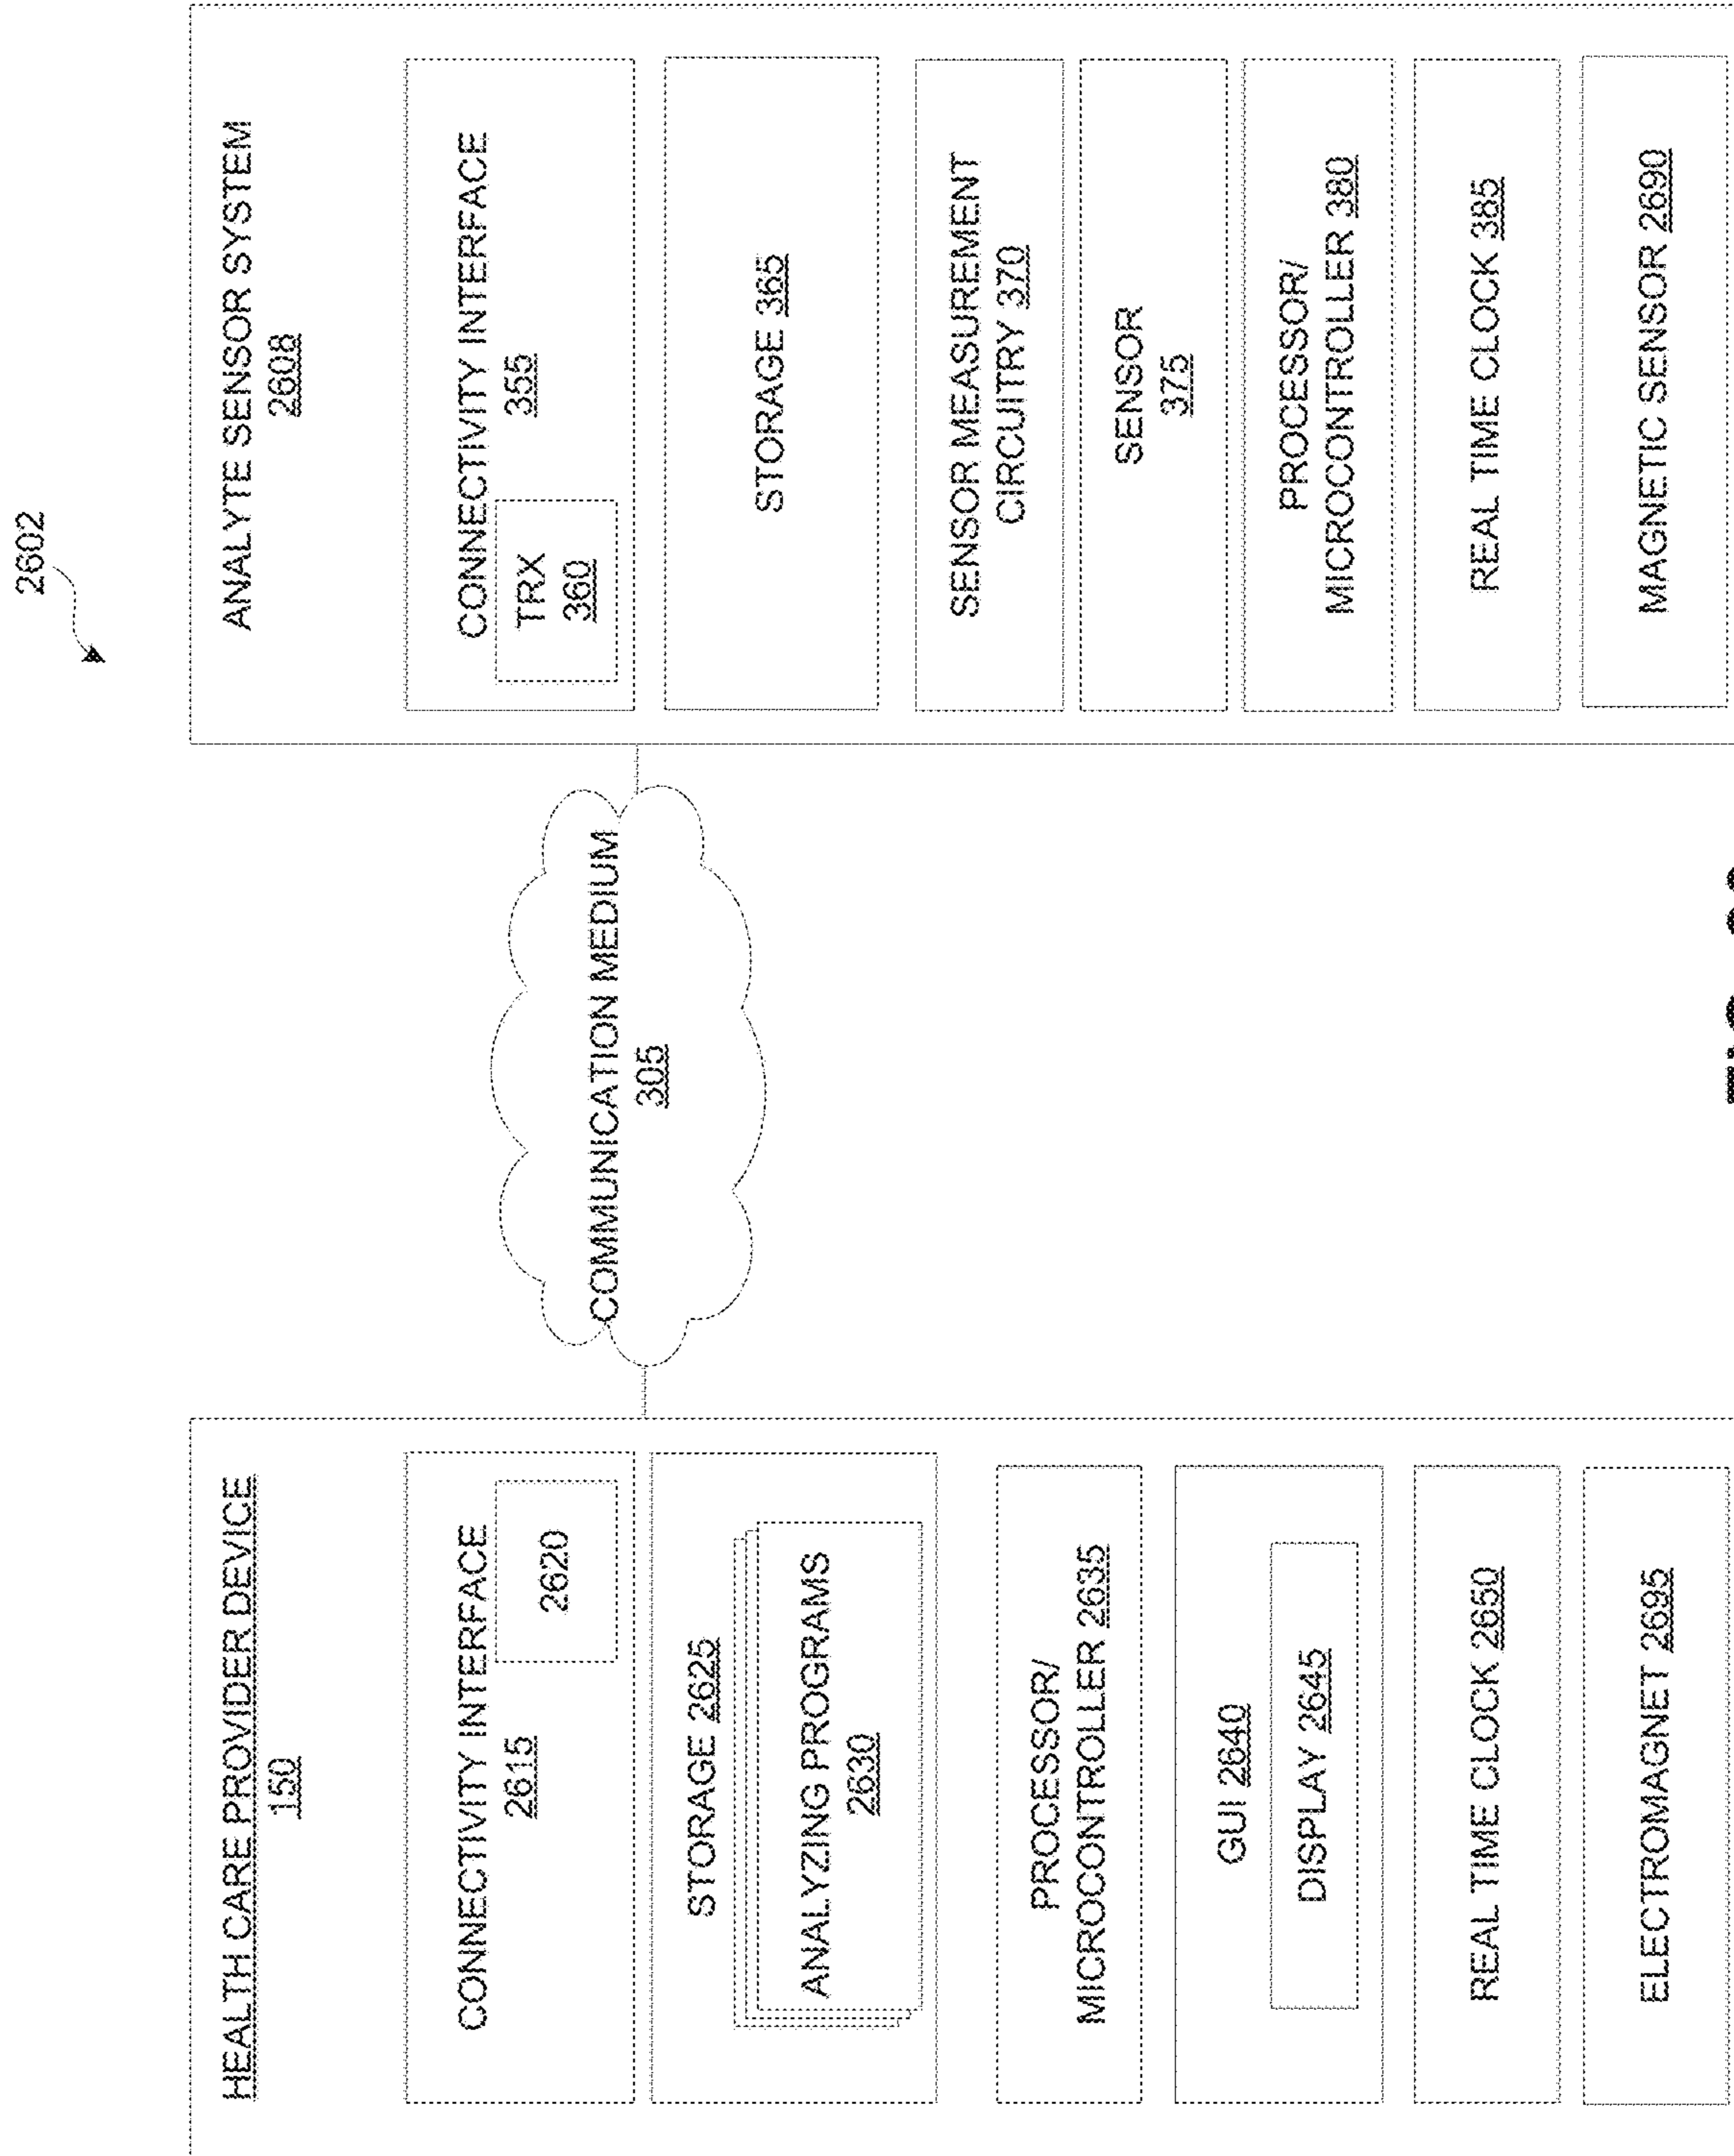 2602
HEALTH CARE PROVIDER DEVICE
150
CONNECTIVITY INTERFACE
2615
2620
STORAGE 2625
ANALYZING PROGRAMS
2630
PROCESSOR/
MICROCONTROLLER 2635
GUI 2640
DISPLAY 2645
REAL TIME CLOCK 2650
ELECTROMAGNET 2695
COMMUNICATION MEDIUM
305
ANALYTE SENSOR SYSTEM
2608
CONNECTIVITY INTERFACE
355
TRX
360
STORAGE 365
SENSOR MEASUREMENT
CIRCUITRY 370
SENSOR
375
PROCESSOR/
MICROCONTROLLER 380
REAL TIME CLOCK 385
MAGNETIC SENSOR 2690